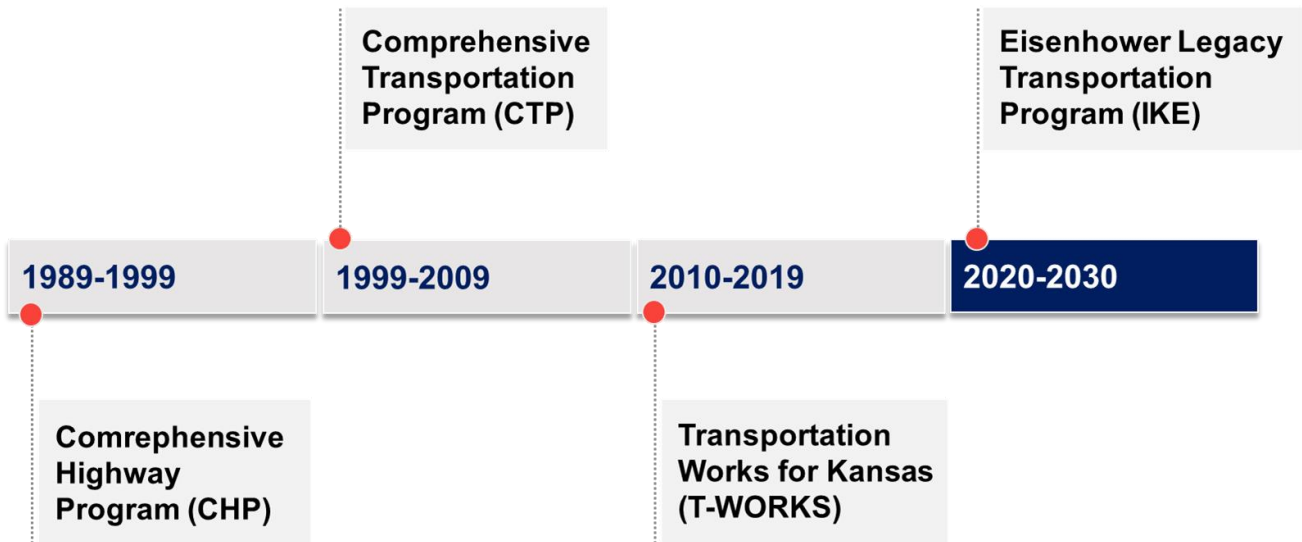 Comprehensive
Transportation
Program (CTP)
Eisenhower Legacy
Transportation
Program (IKE)
1989-1999
1999-2009
2010-2019
2020-2030
Comrephensive
Highway
Program (CHP)
Transportation
Works for Kansas
(T-WORKS)